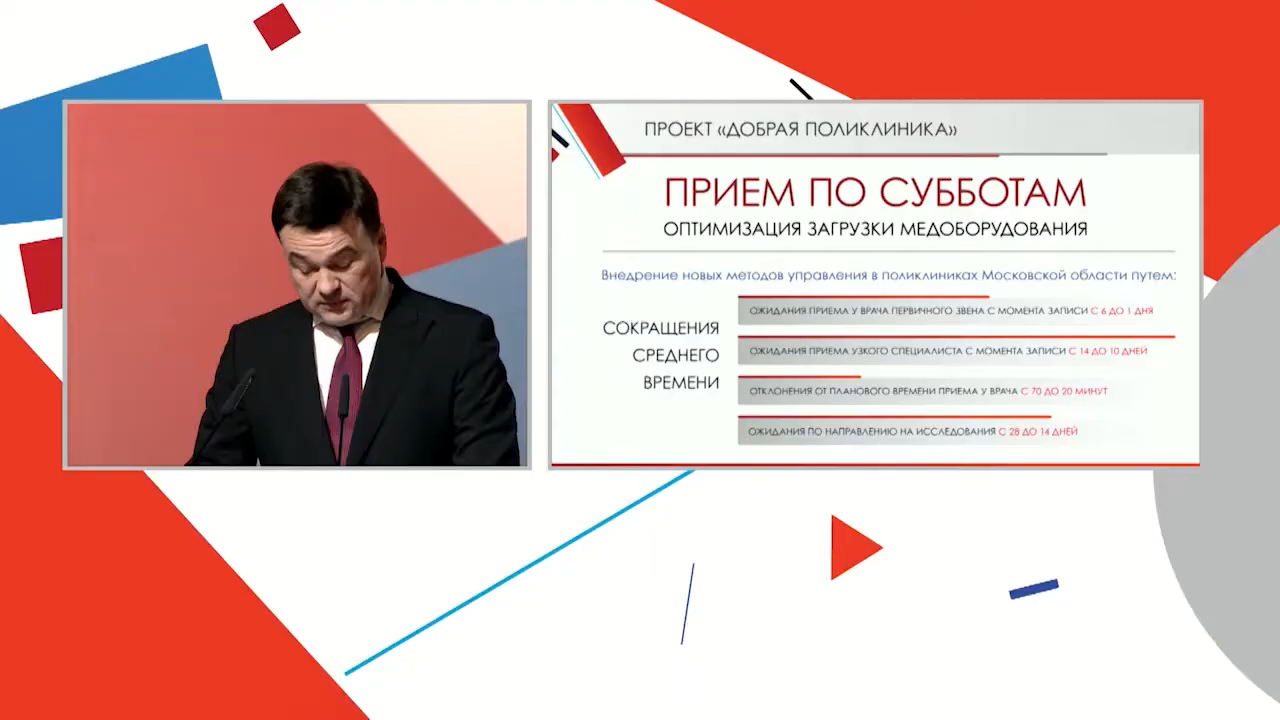 ПРОЕКТ «ДОБРАЯ ПОЛИКЛИНИКА»
ПРИЕМ ПО СУББОТАМ
ОПТИМИЗАЦИЯ ЗАГРУЗКИ МЕДОБОРУДОВАНИЯ
Внедрение новых методов управления в поликлиниках Московской области путем:
СОКРАЩЕНИЯ
СРЕДНЕГО
ВРЕМЕНИ
ОЖИДАНИЯ ПРИЕМА У ВРАЧА ПЕРВИЧНОГО ЗВЕНА С МОМЕНТА ЗАПИСИ С 6 ДО 1 ДНЯ
ОЖИДАНИЯ ПРИЕМА УЗКОГО СПЕЦИАЛИСТА С МОМЕНТА ЗАПИСИ С 14 ДО 10 ДНЕЙ
ОТКЛОНЕНИЯ ОТ ПЛАНОВОГО ВРЕМЕНИ ПРИЕМА У ВРАЧА С 70 ДО 20 МИНУТ
ОЖИДАНИЯ ПО НАПРАВЛЕНИЮ НА ИССЛЕДОВАНИЯ С 28 ДО 14 ДНЕЙ